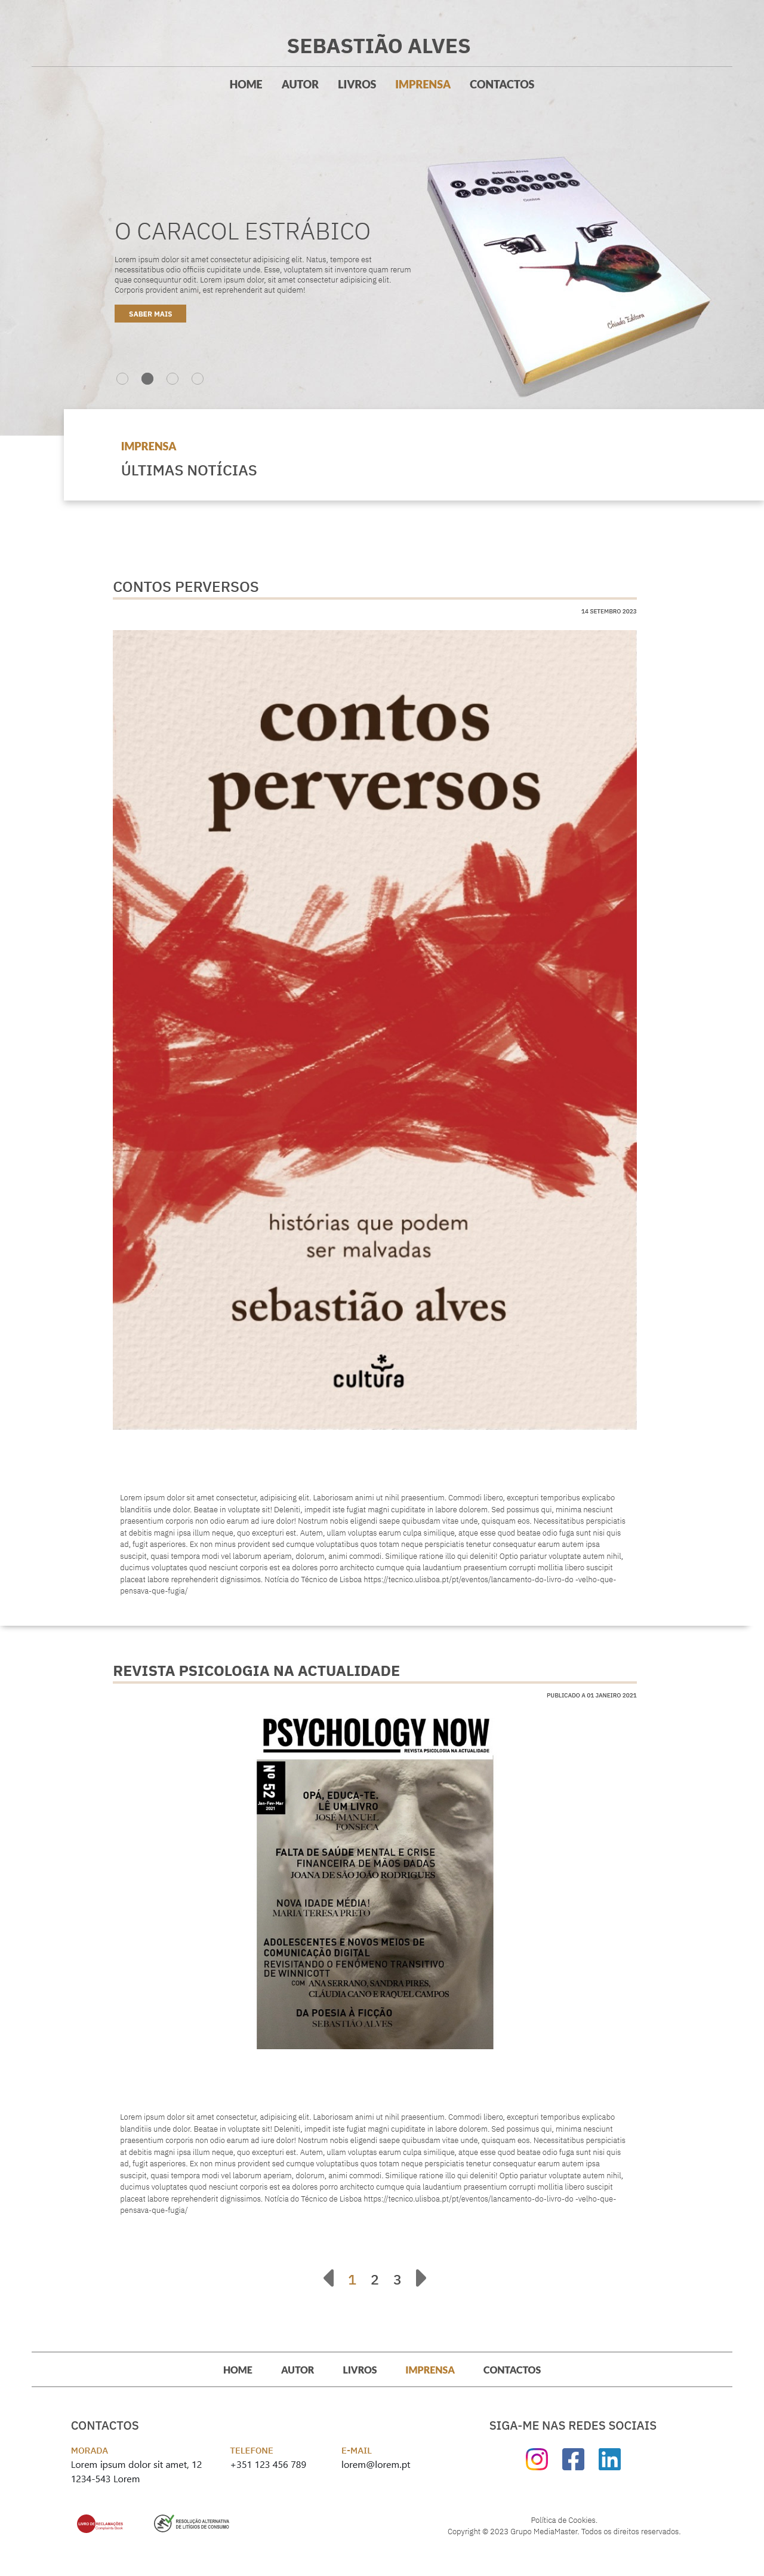 SEBASTIÃO ALVES
HOME AUTOR LIVROS IMPRENSA CONTACTOS
Sebastião Alves
O CARACOL
ESTRÁBICO
O CARACOL ESTRÁBICO
Lorem ipsum dolor sit amet consectetur adipisicing elit. Natus, tempore est
necessitatibus odio officiis cupiditate unde. Esse, voluptatem sit inventore quam rerum
quae consequuntur odit. Lorem ipsum dolor, sit amet consectetur adipisicing elit.
Corporis provident animi, est reprehenderit aut quidem!
SABER MAIS
IMPRENSA
ÚLTIMAS NOTÍCIAS
CONTOS PERVERSOS
14 SETEMBRO 2023
contos
perversos
histórias que podem
ser malvadas
sebastião alves
cultura
Lorem ipsum dolor sit amet consectetur, adipisicing elit. Laboriosam animi ut nihil praesentium. Commodi libero, excepturi temporibus explicabo
blanditiis unde dolor. Beatae in voluptate sit! Deleniti, impedit iste fugiat magni cupiditate in labore dolorem. Sed possimus qui, minima nesciunt
praesentium corporis non odio earum ad iure dolor! Nostrum nobis eligendi saepe quibusdam vitae unde, quisquam eos. Necessitatibus perspiciatis
at debitis magni ipsa illum neque, quo excepturi est. Autem, ullam voluptas earum culpa similique, atque esse quod beatae odio fuga sunt nisi quis
ad, fugit asperiores. Ex non minus provident sed cumque voluptatibus quos totam neque perspiciatis tenetur consequatur earum autem ipsa
suscipit, quasi tempora modi vel laborum aperiam, dolorum, animi commodi. Similique ratione illo qui deleniti! Optio pariatur voluptate autem nihil,
ducimus voluptates quod nesciunt corporis est ea dolores porro architecto cumque quia laudantium praesentium corrupti mollitia libero suscipit
placeat labore reprehenderit dignissimos. Notícia do Técnico de Lisboa https://tecnico.ulisboa.pt/pt/eventos/lancamento-do-livro-do -velho-que-
pensava-que-fugia/
REVISTA PSICOLOGIA NA ACTUALIDADE
PUBLICADO A 01 JANEIRO 2021
PSYCHOLOGY NOW
REVISTA PSICOLOGIA NA ACTUALIDADE
Nº 52
Jan-Fev-Mar
2021
OPÁ, EDUCA-TE.
LÊ UM LIVRO
JOSÉ MANUEL
FONSECA
FALTA DE SAÚDE MENTAL E CRISE
FINANCEIRA DE MÃOS DADAS
JOANA DE SÃO JOÃO RODRIGUES
NOVA IDADE MÉDIA!
MARIA TERESA PRETO
ADOLESCENTES E NOVOS MEIOS DE
COMUNICAÇÃO DIGITAL
REVISITANDO O FENÓMENO TRANSITIVO
DE WINNICOTT
COM ANA SERRANO, SANDRA PIRES,
CLÁUDIA CANO E RAQUEL CAMPOS
DA POESIA À FICÇÃO
SEBASTIÃO ALVES
Lorem ipsum dolor sit amet consectetur, adipisicing elit. Laboriosam animi ut nihil praesentium. Commodi libero, excepturi temporibus explicabo
blanditiis unde dolor. Beatae in voluptate sit! Deleniti, impedit iste fugiat magni cupiditate in labore dolorem. Sed possimus qui, minima nesciunt
praesentium corporis non odio earum ad iure dolor! Nostrum nobis eligendi saepe quibusdam vitae unde, quisquam eos. Necessitatibus perspiciatis
at debitis magni ipsa illum neque, quo excepturi est. Autem, ullam voluptas earum culpa similique, atque esse quod beatae odio fuga sunt nisi quis
ad, fugit asperiores. Ex non minus provident sed cumque voluptatibus quos totam neque perspiciatis tenetur consequatur earum autem ipsa
suscipit, quasi tempora modi vel laborum aperiam, dolorum, animi commodi. Similique ratione illo qui deleniti! Optio pariatur voluptate autem nihil,
ducimus voluptates quod nesciunt corporis est ea dolores porro architecto cumque quia laudantium praesentium corrupti mollitia libero suscipit
placeat labore reprehenderit dignissimos. Notícia do Técnico de Lisboa https://tecnico.ulisboa.pt/pt/eventos/lancamento-do-livro-do -velho-que-
pensava-que-fugia/
1 2 3
HOME AUTOR LIVROS IMPRENSA CONTACTOS
CONTACTOS
SIGA-ME NAS REDES SOCIAIS
MORADA TELEFONE E-MAIL
Lorem ipsum dolor sit amet, 12 +351 123 456 789 lorem@lorem.pt
1234-543 Lorem
LIVRO DE RECLAMAÇÕES
RESOLUÇÃO ALTERNATIVA
DE LITÍGIOS DE CONSUMO
Política de Cookies.
Copyright © 2023 Grupo MediaMaster. Todos os direitos reservados.